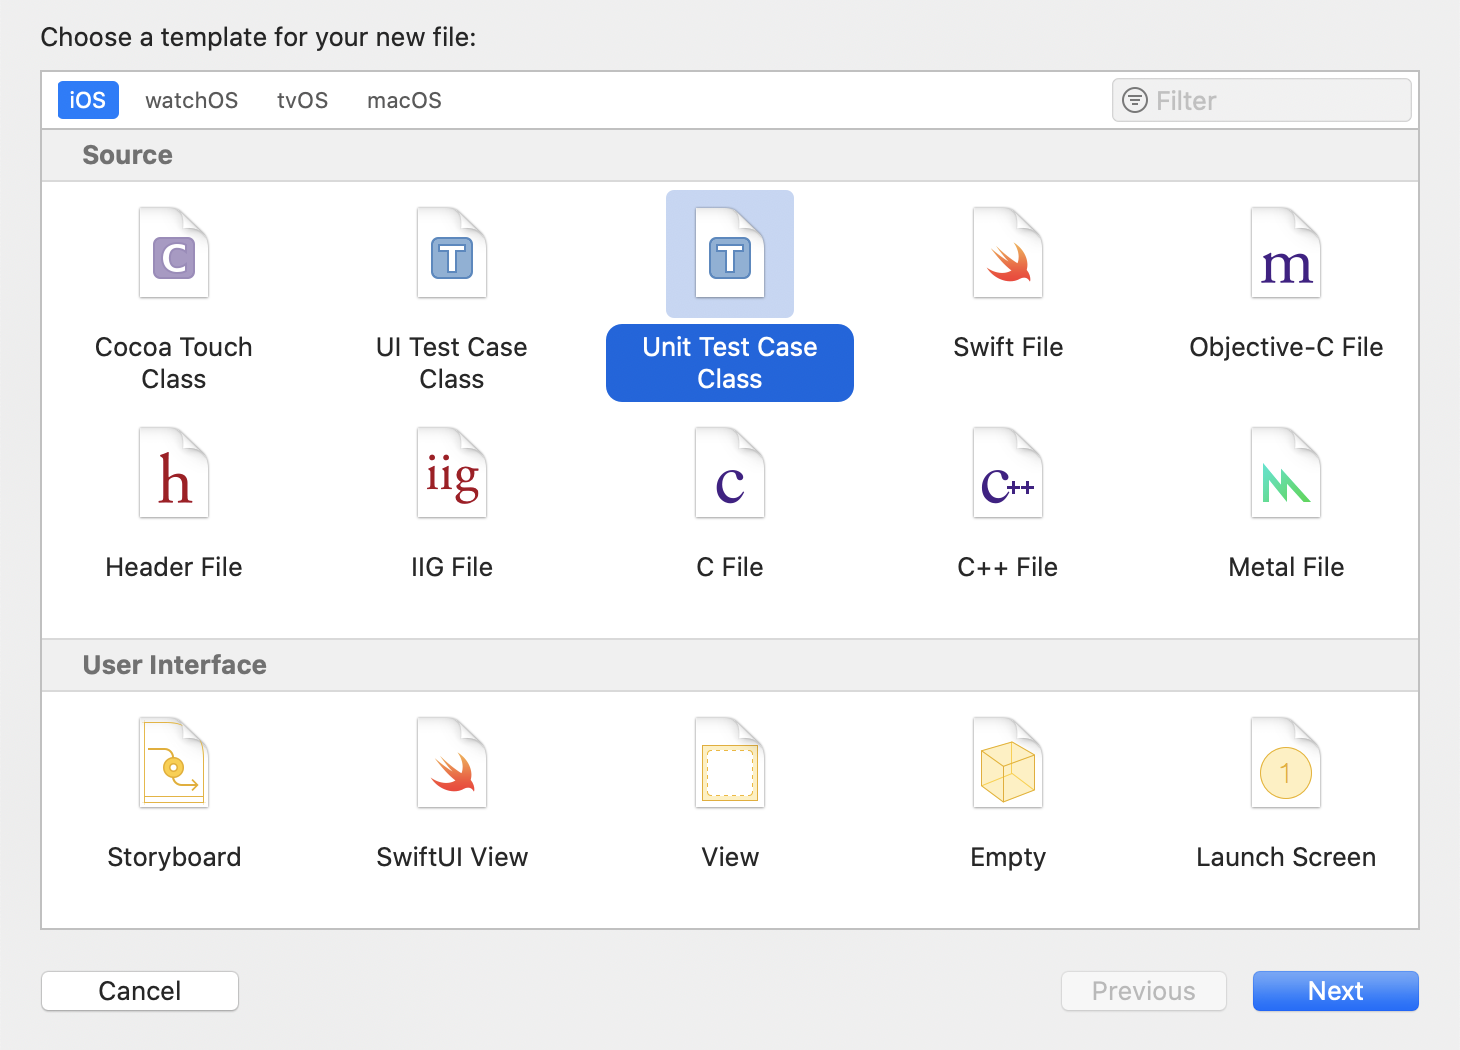 Choose a template for your new file:
iOS watchOS tvOS macOS Filter
Source
C T T m
Cocoa Touch Class
UI Test Case Class
Unit Test Case Class
Swift File
Objective-C File
h iig c C++
Header File
IIG File
C File
C++ File
Metal File
User Interface
1
Storyboard
SwiftUI View
View
Empty
Launch Screen
Cancel Previous Next